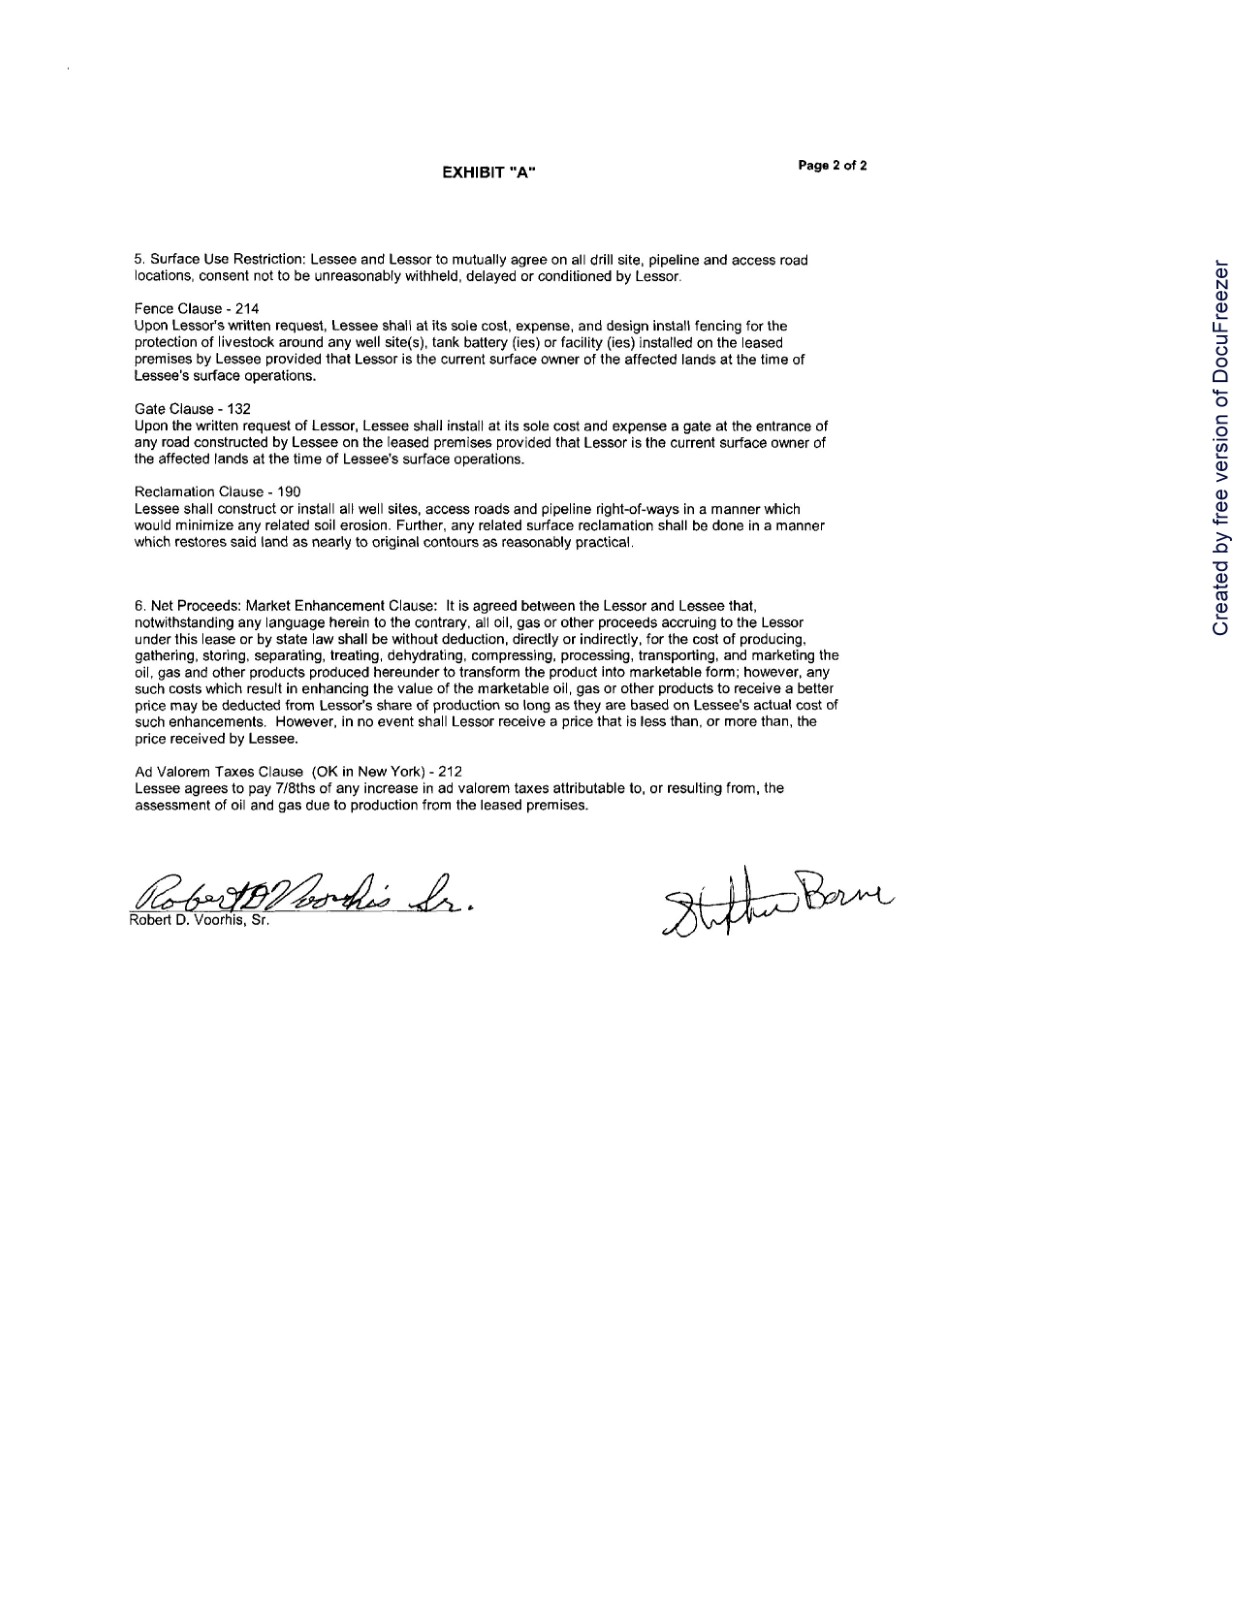 EXHIBIT "A"
Page 2 of 2
5. Surface Use Restriction: Lessee and Lessor to mutually agree on all drill site, pipeline and access road
locations, consent not to be unreasonably withheld, delayed or conditioned by Lessor.
Fence Clause - 214
Upon Lessor's written request, Lessee shall at its sole cost, expense, and design install fencing for the
protection of livestock around any well site(s), tank battery (ies) or facility (ies) installed on the leased
premises by Lessee provided that Lessor is the current surface owner of the affected lands at the time of
Lessee's surface operations.
Gate Clause - 132
Upon the written request of Lessor, Lessee shall install at its sole cost and expense a gate at the entrance of
any road constructed by Lessee on the leased premises provided that Lessor is the current surface owner of
the affected lands at the time of Lessee's surface operations.
Reclamation Clause - 190
Lessee shall construct or install all well sites, access roads and pipeline right-of-ways in a manner which
would minimize any related soil erosion. Further, any related surface reclamation shall be done in a manner
which restores said land as nearly to original contours as reasonably practical.
6. Net Proceeds: Market Enhancement Clause: It is agreed between the Lessor and Lessee that,
notwithstanding any language herein to the contrary, all oil, gas or other proceeds accruing to the Lessor
under this lease or by state law shall be without deduction, directly or indirectly, for the cost of producing,
gathering, storing, separating, treating, dehydrating, compressing, processing, transporting, and marketing the
oil, gas and other products produced hereunder to transform the product into marketable form; however, any
such costs which result in enhancing the value of the marketable oil, gas or other products to receive a better
price may be deducted from Lessor's share of production so long as they are based on Lessee's actual cost of
such enhancements. However, in no event shall Lessor receive a price that is less than, or more than, the
price received by Lessee.
Ad Valorem Taxes Clause (OK in New York) - 212
Lessee agrees to pay 7/8ths of any increase in ad valorem taxes attributable to, or resulting from, the
assessment of oil and gas due to production from the leased premises.
Robert D Voorhis Sr.
Robert D. Voorhis, Sr.
Created by free version of DocuFreezer